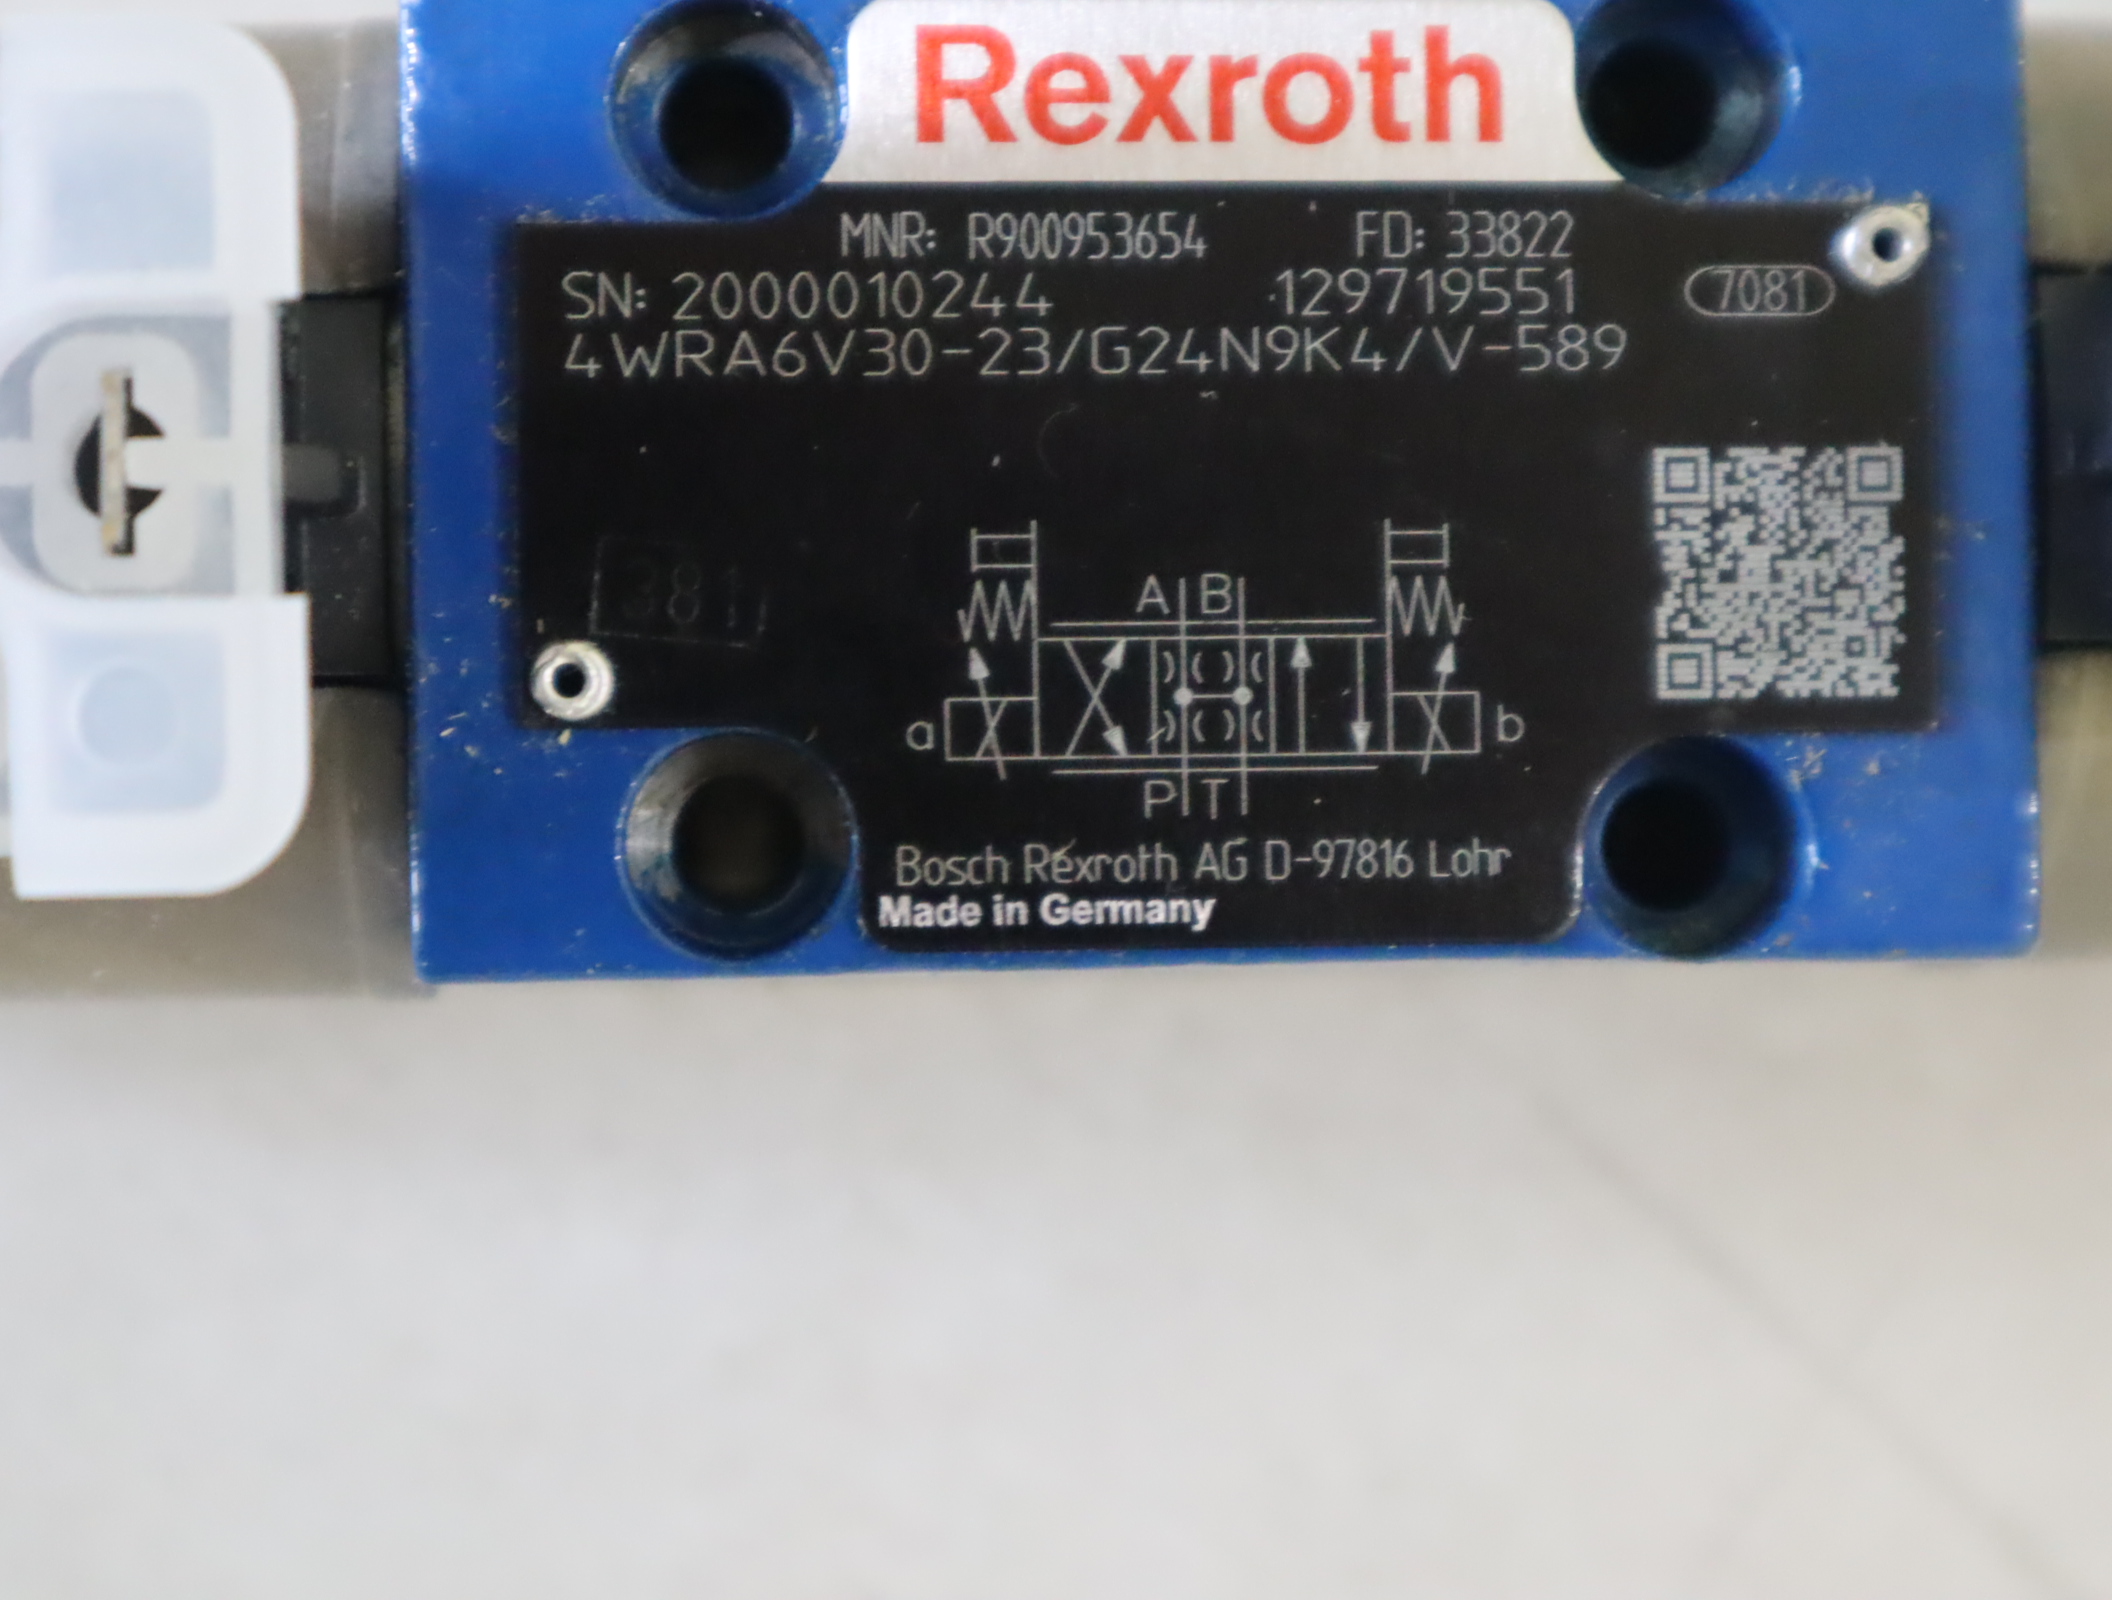 Rexroth
MNR: R900953654 FD: 33822
SN: 2000010244 129719551 7081
4WRA6V30-23/G24N9K4/V-589
381
A B
a b
P T
Bosch Rexroth AG D-97816 Lohr
Made in Germany